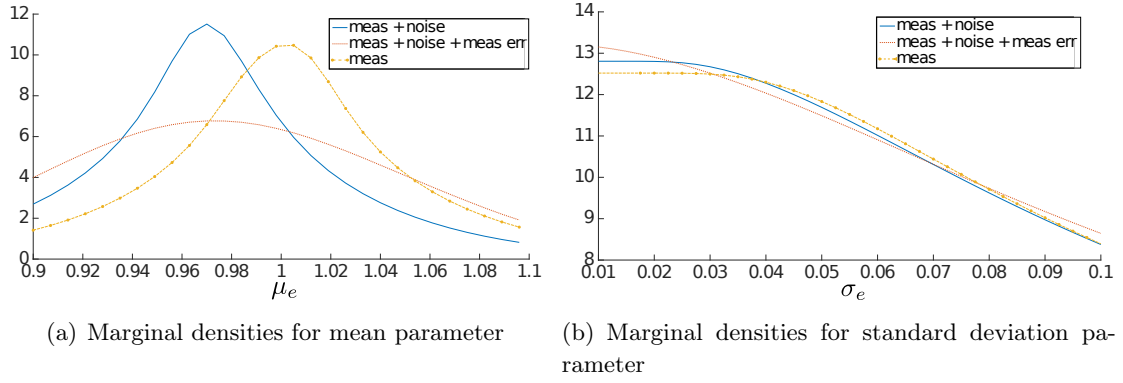 12
10
8
6
4
2
0
0.9 0.92 0.94 0.96 0.98 1 1.02 1.04 1.06 1.08 1.1
μ_e
meas + noise
meas + noise + meas err
meas
(a) Marginal densities for mean parameter
14
13
12
11
10
9
8
0.01 0.02 0.03 0.04 0.05 0.06 0.07 0.08 0.09 0.1
σ_e
meas + noise
meas + noise + meas err
meas
(b) Marginal densities for standard deviation pa-
rameter